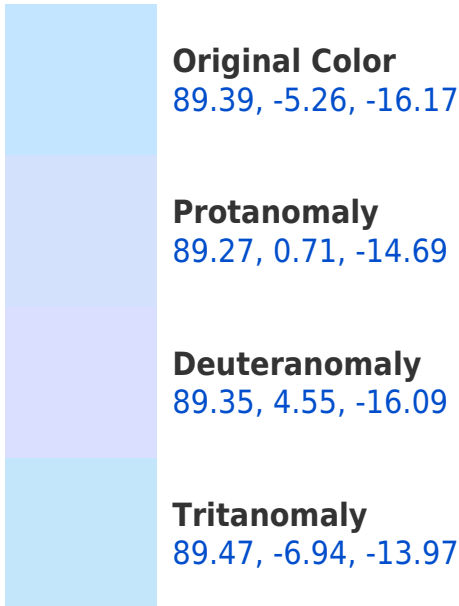 Original Color
89.39, -5.26, -16.17
Protanomaly
89.27, 0.71, -14.69
Deuteranomaly
89.35, 4.55, -16.09
Tritanomaly
89.47, -6.94, -13.97